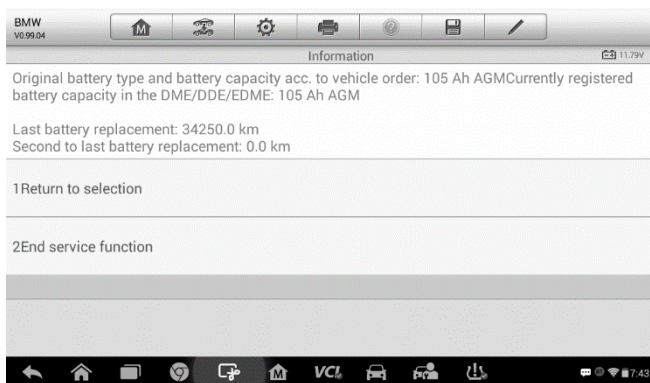 BMW
V0.99.04
Information
11.79V
Original battery type and battery capacity acc. to vehicle order: 105 Ah AGMCurrently registered
battery capacity in the DME/DDE/EDME: 105 Ah AGM
Last battery replacement: 34250.0 km
Second to last battery replacement: 0.0 km
1Return to selection
2End service function
VCI
7:43